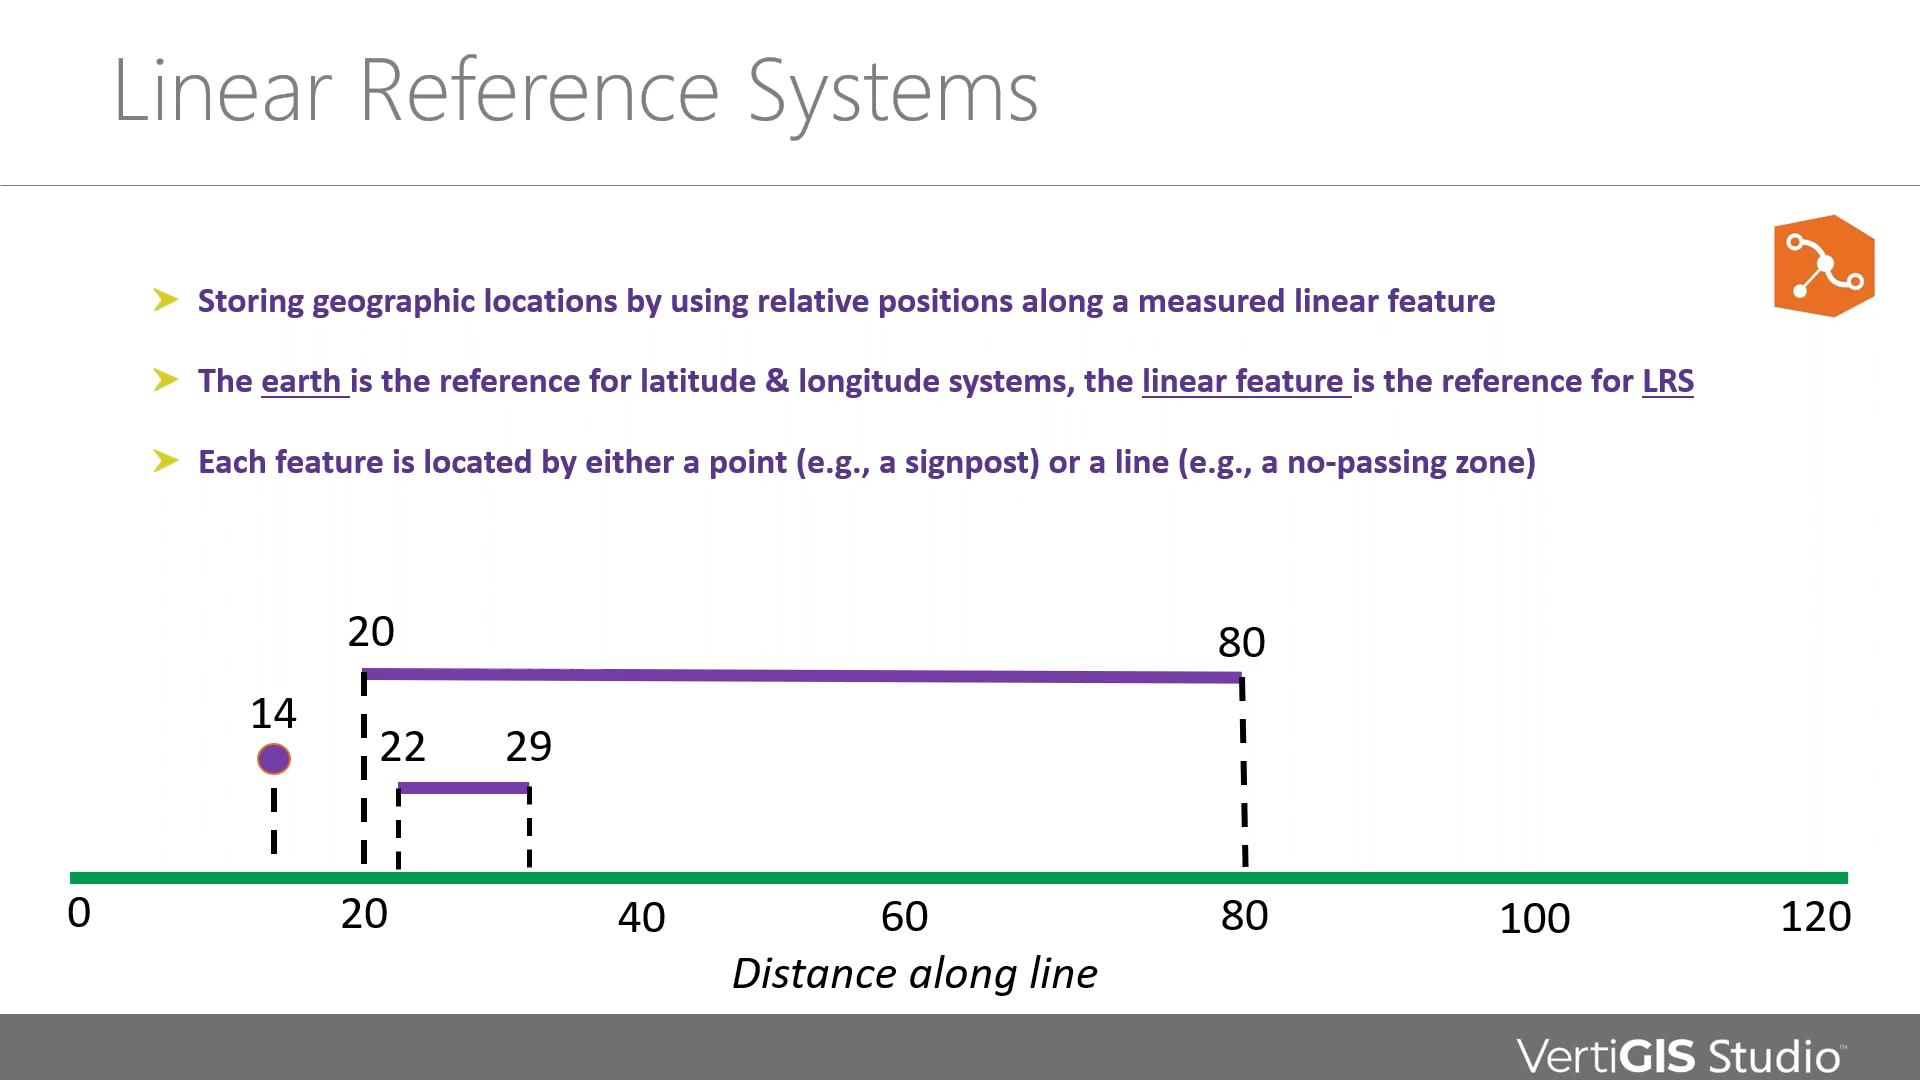 Linear Reference Systems
Storing geographic locations by using relative positions along a measured linear feature
The earth is the reference for latitude & longitude systems, the linear feature is the reference for LRS
Each feature is located by either a point (e.g., a signpost) or a line (e.g., a no-passing zone)
20
80
14
22
29
0
20
40
60
80
100
120
Distance along line
VertiGIS Studio™